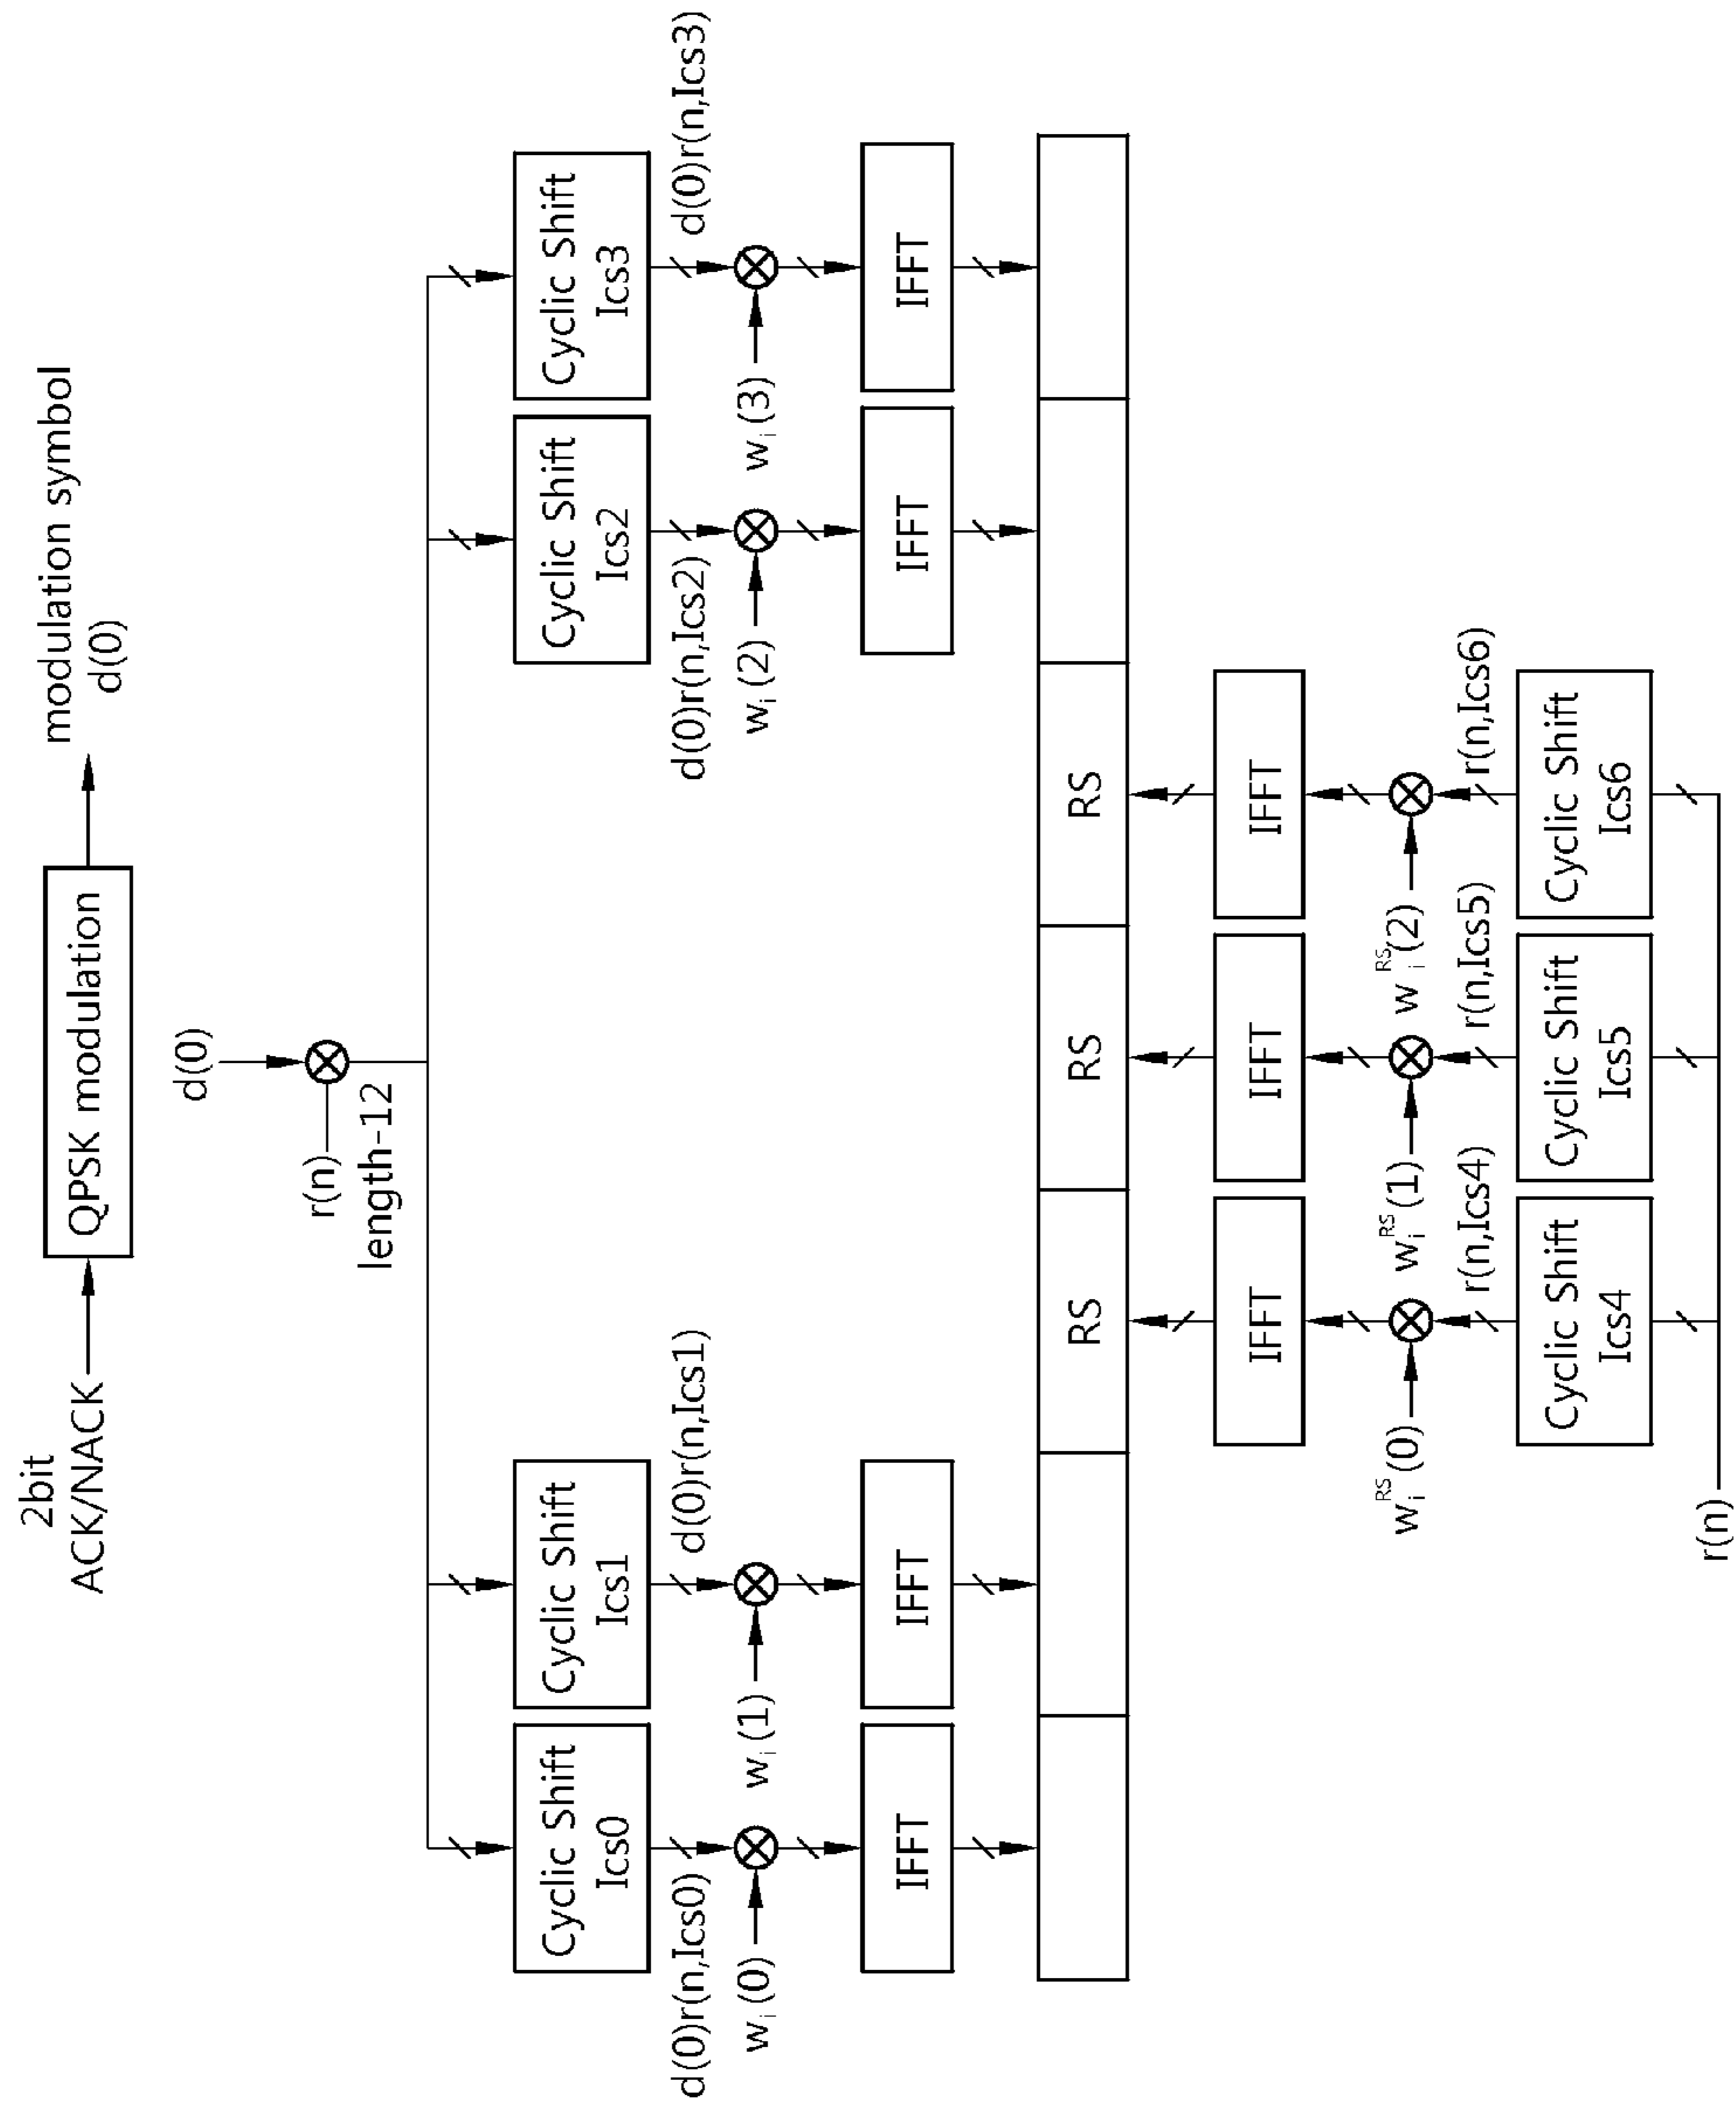 2bit
ACK/NACK
QPSK modulation
modulation symbol
d(0)
d(0)
r(n)
length-12
Cyclic Shift
Ics0
Cyclic Shift
Ics1
Cyclic Shift
Ics2
Cyclic Shift
Ics3
d(0)r(n,Ics0)
d(0)r(n,Ics1)
d(0)r(n,Ics2)
d(0)r(n,Ics3)
wi(0)
wi(1)
wi(2)
wi(3)
IFFT
IFFT
IFFT
IFFT
RS
RS
RS
IFFT
IFFT
IFFT
wiRS(0)
wiRS(1)
wiRS(2)
r(n,Ics4)
r(n,Ics5)
r(n,Ics6)
Cyclic Shift
Ics4
Cyclic Shift
Ics5
Cyclic Shift
Ics6
r(n)